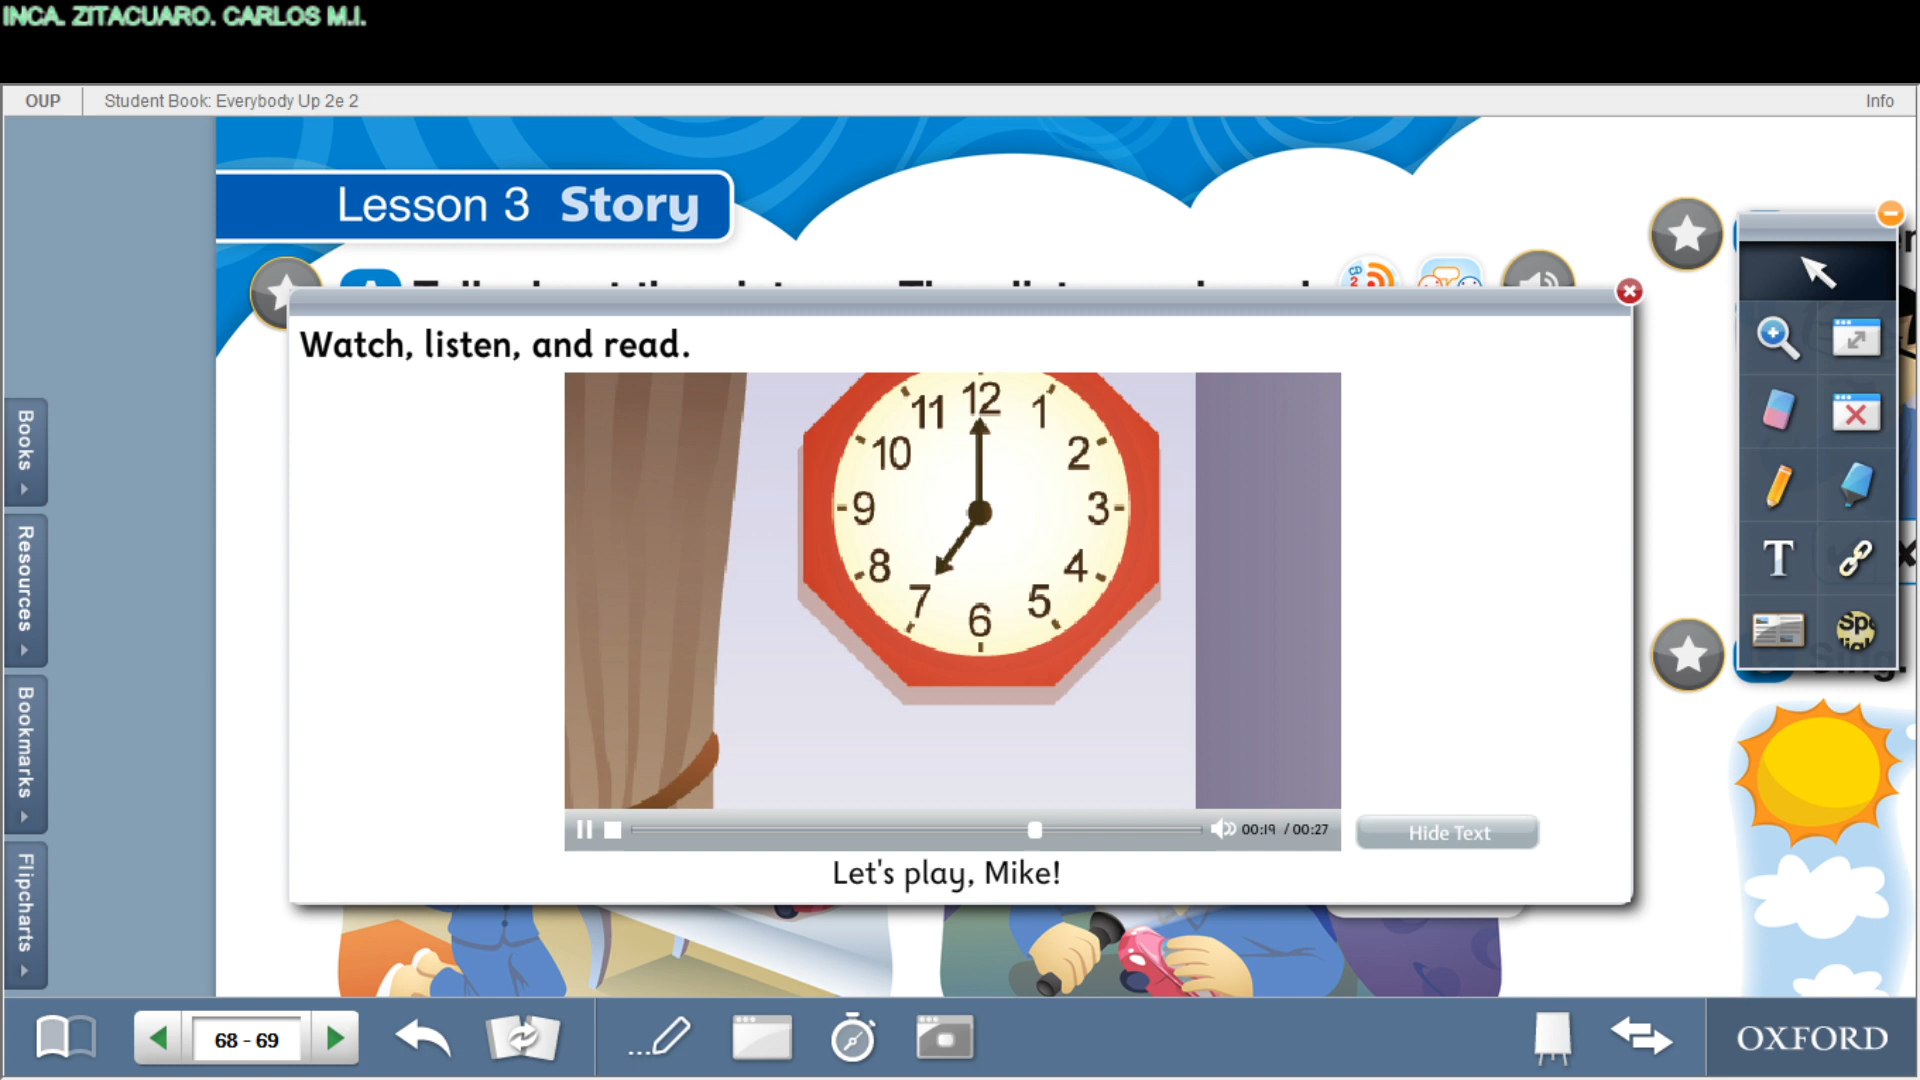 INCA. ZITACUARO. CARLOS M.I.
OUP
Student Book: Everybody Up 2e 2
Info
Lesson 3 Story
CD
2
Watch, listen, and read.
12
1
2
3
4
5
6
7
8
9
10
11
00:19 / 00:27
Hide Text
Let's play, Mike!
Books
Resources
Bookmarks
Flipcharts
T
68 - 69
OXFORD